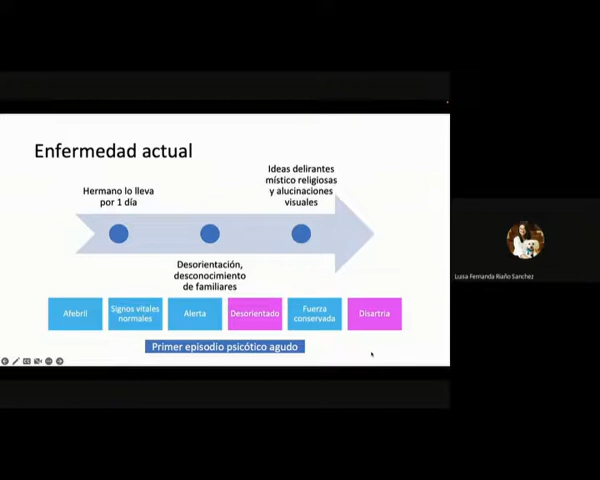 Enfermedad actual
Hermano lo lleva
por 1 día
Ideas delirantes
místico religiosas
y alucinaciones
visuales
Desorientación,
desconocimiento
de familiares
Afebril
Signos vitales
normales
Alerta
Desorientado
Fuerza
conservada
Disartria
Primer episodio psicótico agudo
Luisa Fernanda Riaño Sanchez